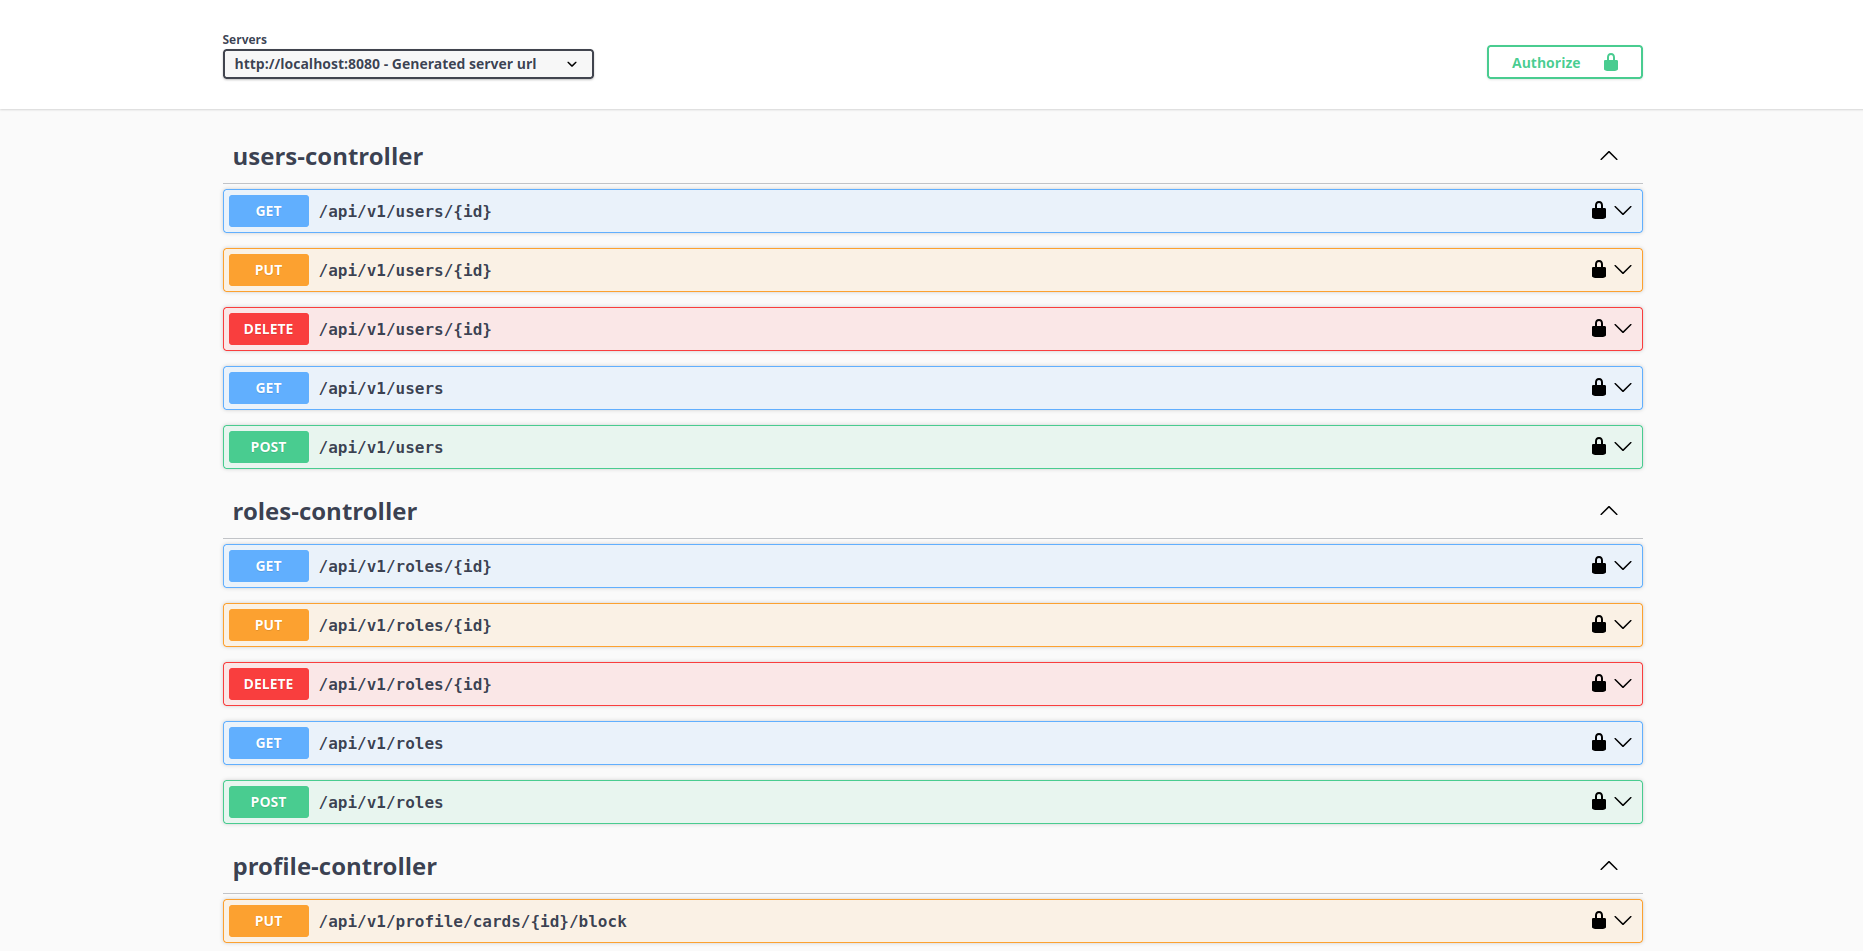 Servers
http://localhost:8080 - Generated server url
Authorize
users-controller
GET /api/v1/users/{id}
PUT /api/v1/users/{id}
DELETE /api/v1/users/{id}
GET /api/v1/users
POST /api/v1/users
roles-controller
GET /api/v1/roles/{id}
PUT /api/v1/roles/{id}
DELETE /api/v1/roles/{id}
GET /api/v1/roles
POST /api/v1/roles
profile-controller
PUT /api/v1/profile/cards/{id}/block